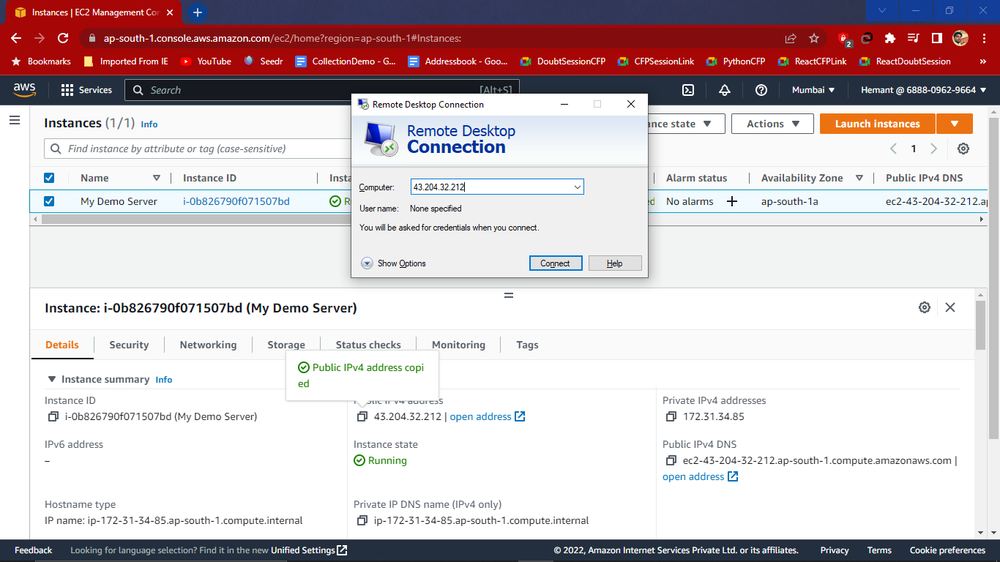 Instances | EC2 Management Con
ap-south-1.console.aws.amazon.com/ec2/home?region=ap-south-1#Instances:
2
Bookmarks
Imported From IE
YouTube
Seedr
CollectionDemo - G...
Addressbook - Goo...
DoubtSessionCFP
CFPSessionLink
PythonCFP
ReactCFPLink
ReactDoubtSession
»
aws
Services
Search
[Alt+S]
Mumbai
Hemant @ 6888-0962-9664
Instances (1/1) Info
nce state
Actions
Launch instances
Find instance by attribute or tag (case-sensitive)
1
Name
Instance ID
Insta
Alarm status
Availability Zone
Public IPv4 DNS
My Demo Server
i-0b826790f071507bd
R
ed
No alarms
ap-south-1a
ec2-43-204-32-212.a
Remote Desktop Connection
Remote Desktop
Connection
Computer:
43.204.32.212
User name:
None specified
You will be asked for credentials when you connect.
Show Options
Connect
Help
Instance: i-0b826790f071507bd (My Demo Server)
Details
Security
Networking
Storage
Status checks
Monitoring
Tags
Public IPv4 address copi
ed
Instance summary Info
Instance ID
i-0b826790f071507bd (My Demo Server)
Public IPv4 address
43.204.32.212 | open address
Private IPv4 addresses
172.31.34.85
IPv6 address
–
Instance state
Running
Public IPv4 DNS
ec2-43-204-32-212.ap-south-1.compute.amazonaws.com |
open address
Hostname type
IP name: ip-172-31-34-85.ap-south-1.compute.internal
Private IP DNS name (IPv4 only)
ip-172-31-34-85.ap-south-1.compute.internal
Feedback
Looking for language selection? Find it in the new Unified Settings
© 2022, Amazon Internet Services Private Ltd. or its affiliates.
Privacy
Terms
Cookie preferences